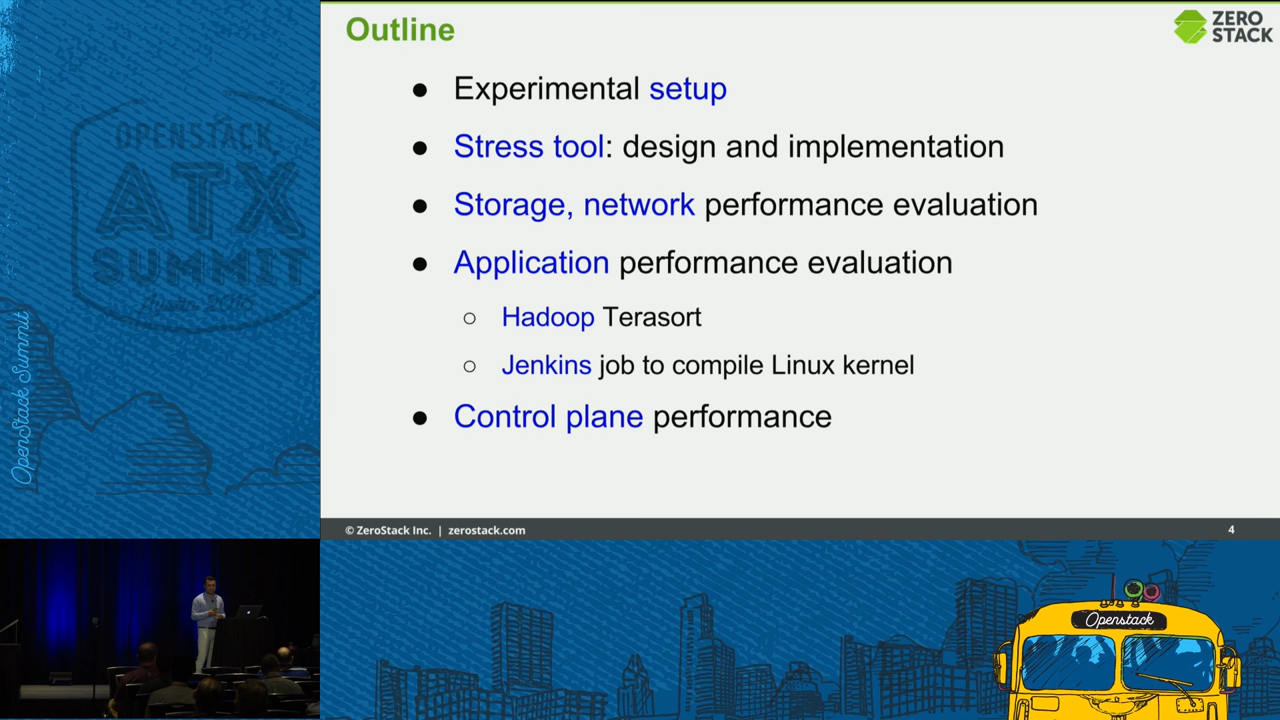 Outline
ZERO
STACK
● Experimental setup
● Stress tool: design and implementation
● Storage, network performance evaluation
● Application performance evaluation
○ Hadoop Terasort
○ Jenkins job to compile Linux kernel
● Control plane performance
© ZeroStack Inc. | zerostack.com
4
OPENSTACK
ATX
SUMMIT
Austin 2016
OpenStack Summit
Openstack